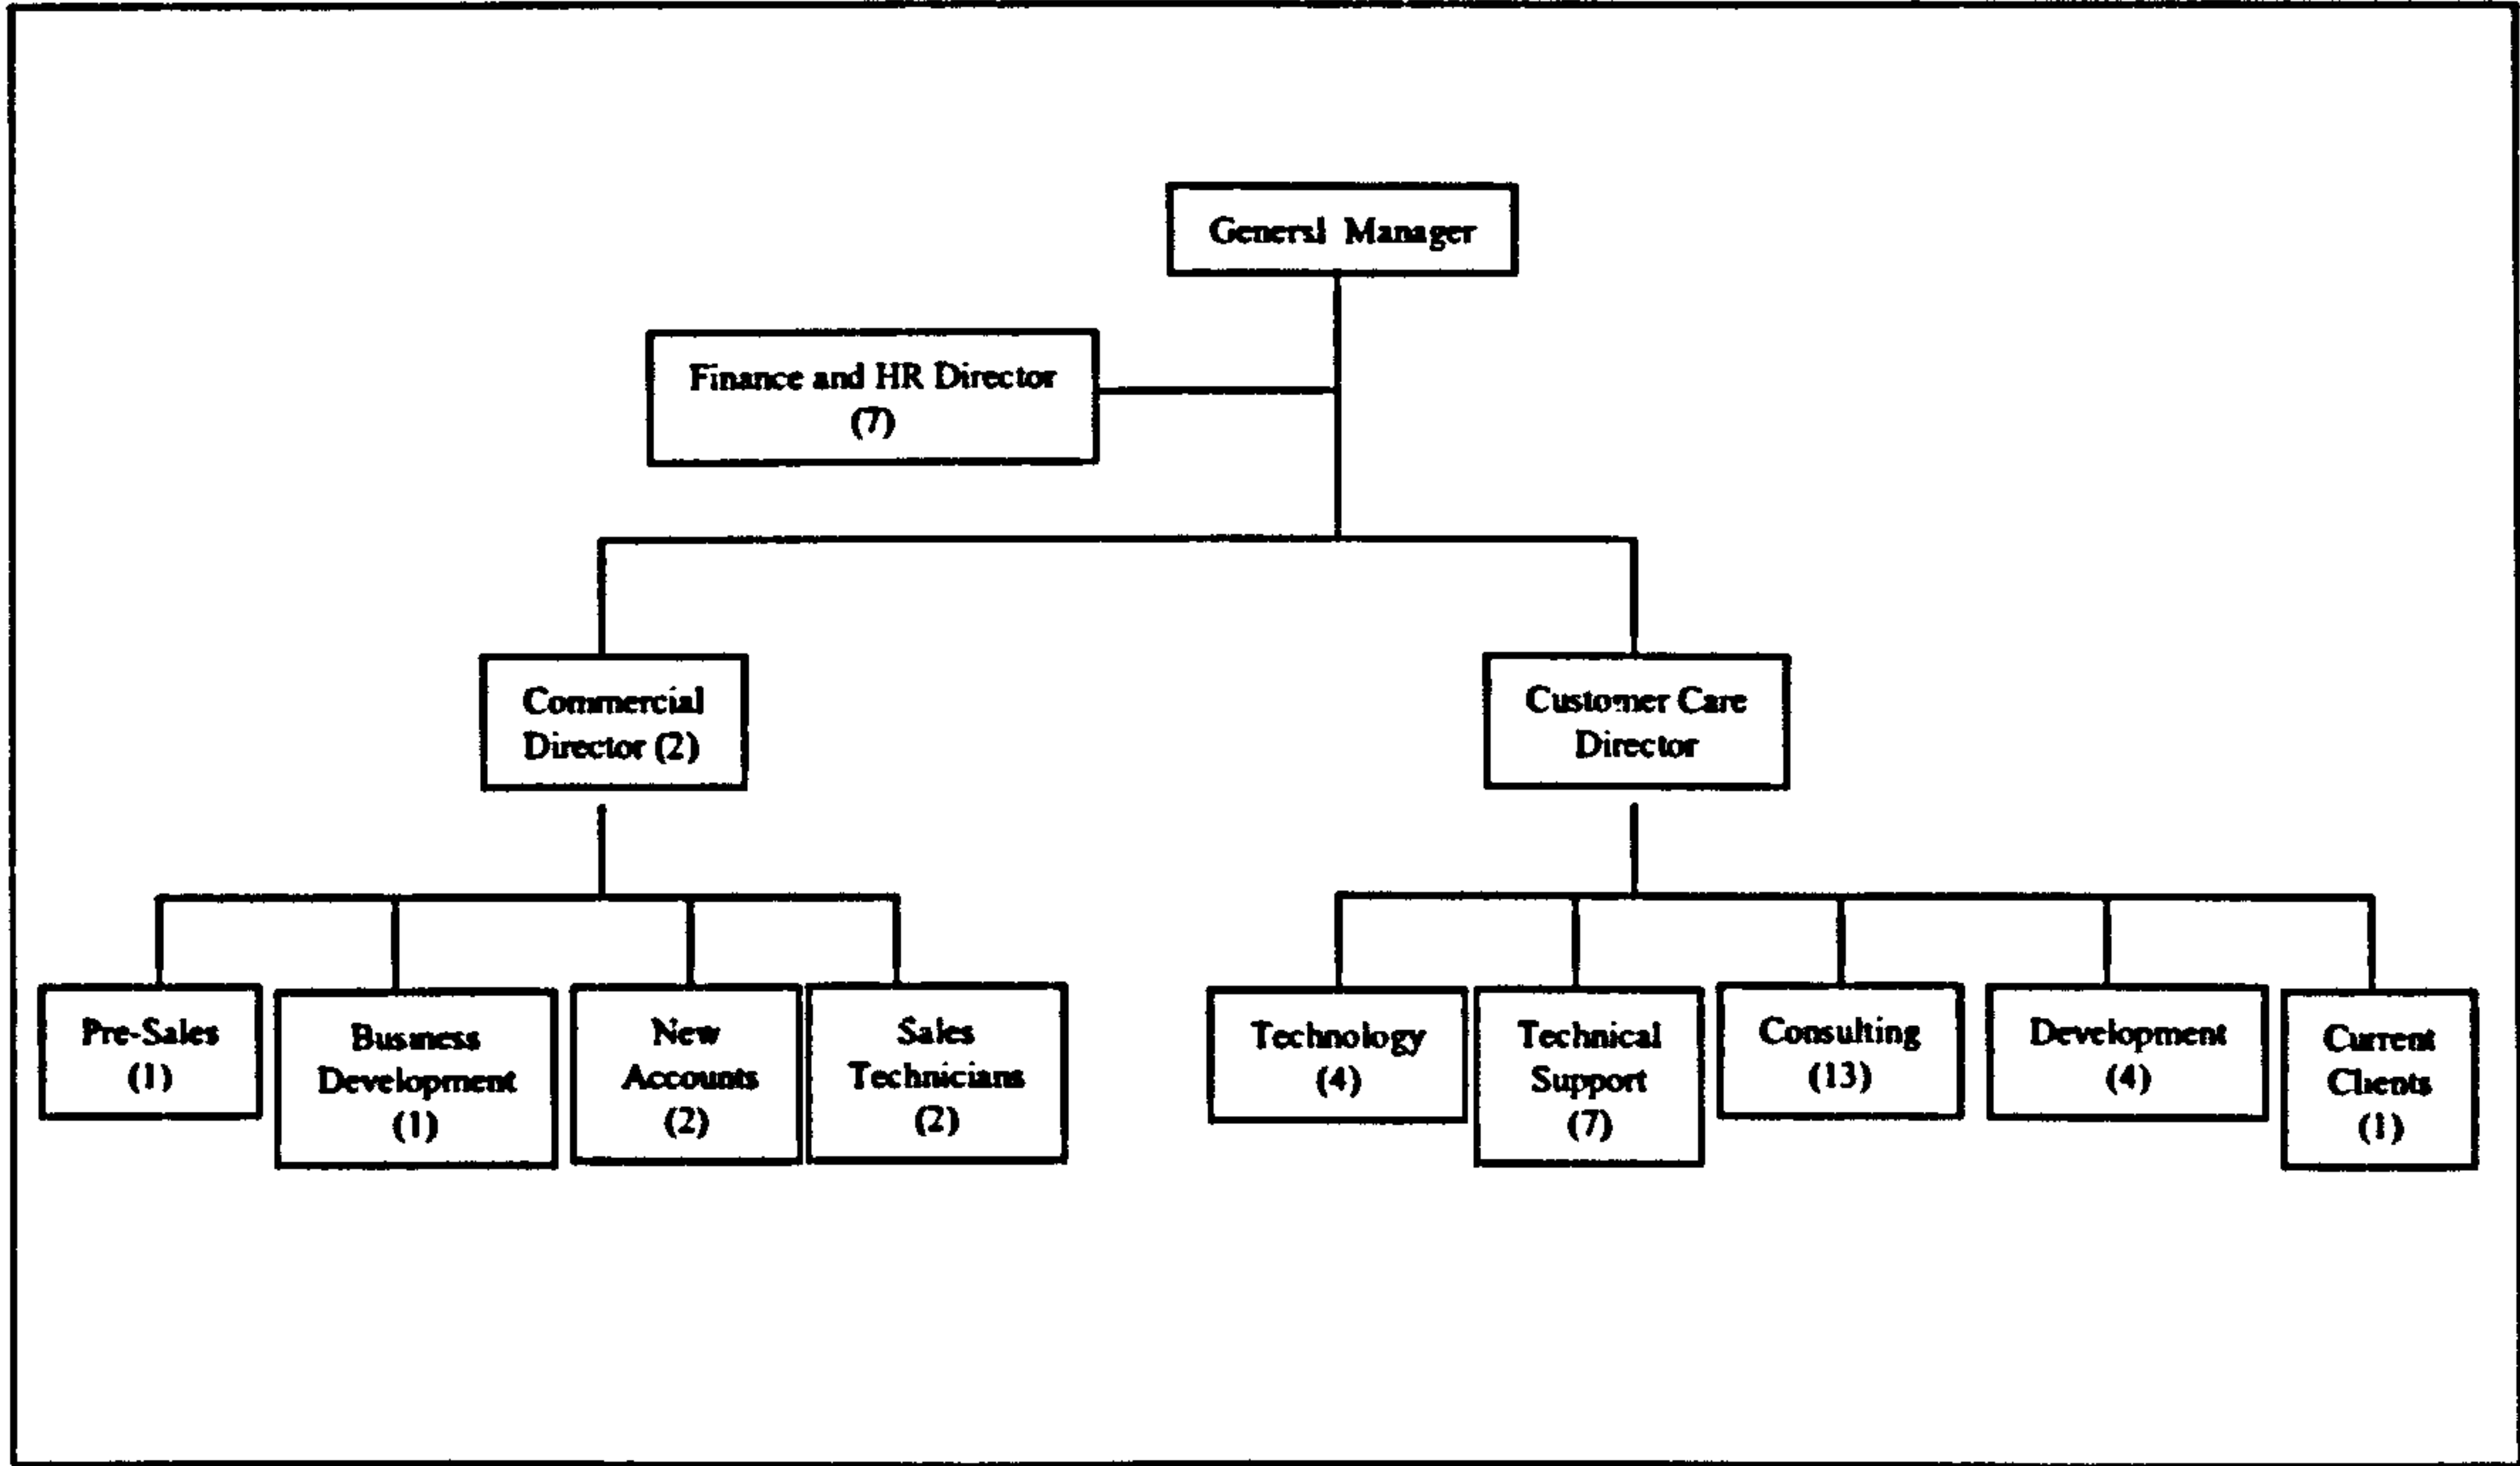 General Manager
Finance and HR Director
(7)
Commercial
Director (2)
Customer Care
Director
Pre-Sales
(1)
Business
Development
(1)
New
Accounts
(2)
Sales
Technicians
(2)
Technology
(4)
Technical
Support
(7)
Consulting
(13)
Development
(4)
Current
Clients
(1)